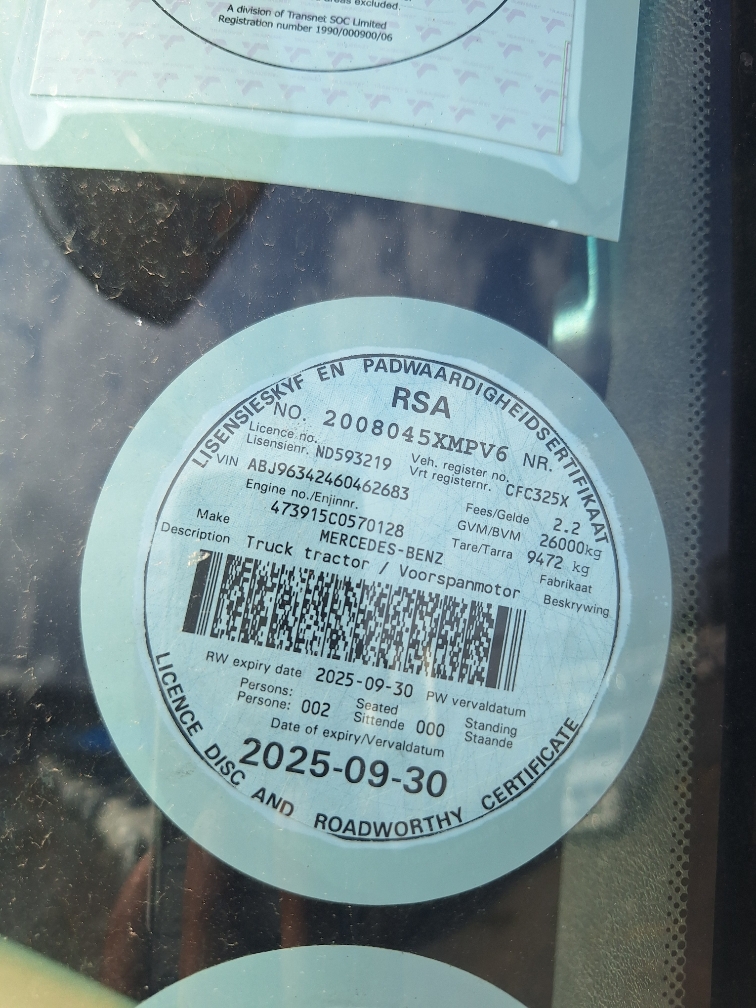 areas excluded.
A division of Transnet SOC Limited
Registration number 1990/000900/06
LISENSIESKYF EN PADWAARDIGHEIDSERTIFIKAAT
RSA
NO. 2008045XMPV6 NR.
Licence no. Veh. register no.
Lisensienr. ND593219 Vrt registernr. CFC325X
VIN ABJ96342460462683 Fees/Gelde 2.2
Engine no./Enjinnr. GVM/BVM 26000kg
473915C0570128 Tare/Tarra 9472 kg
Make MERCEDES-BENZ Fabrikaat
Description Truck tractor / Voorspanmotor Beskrywing
RW expiry date 2025-09-30 PW vervaldatum
Persons: Seated Standing
Persone: 002 Sittende 000 Staande
Date of expiry/Vervaldatum
2025-09-30
LICENCE DISC AND ROADWORTHY CERTIFICATE